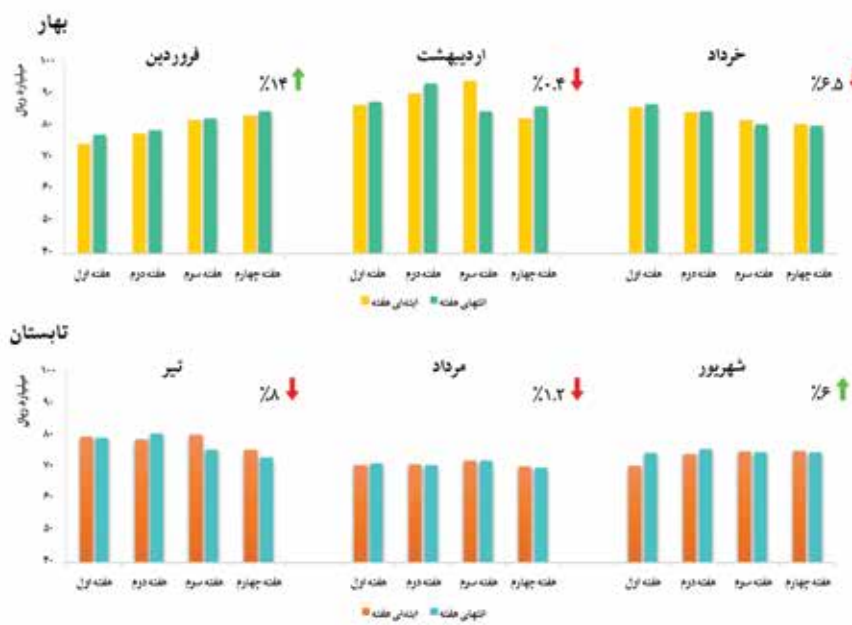 بهار
فروردین
اردیبهشت
خرداد
٪۱۴
٪۰.۴
٪۶.۵
میلیارد ریال
۱۰۰
۹۰
۸۰
۷۰
۶۰
۵۰
۴۰
هفته اول هفته دوم هفته سوم هفته چهارم
هفته اول هفته دوم هفته سوم هفته چهارم
هفته اول هفته دوم هفته سوم هفته چهارم
ابتدای هفته انتهای هفته
تابستان
تیر
مرداد
شهریور
٪۸
٪۱.۲
٪۶
میلیارد ریال
۱۰۰
۹۰
۸۰
۷۰
۶۰
۵۰
۴۰
هفته اول هفته دوم هفته سوم هفته چهارم
هفته اول هفته دوم هفته سوم هفته چهارم
هفته اول هفته دوم هفته سوم هفته چهارم
ابتدای هفته انتهای هفته